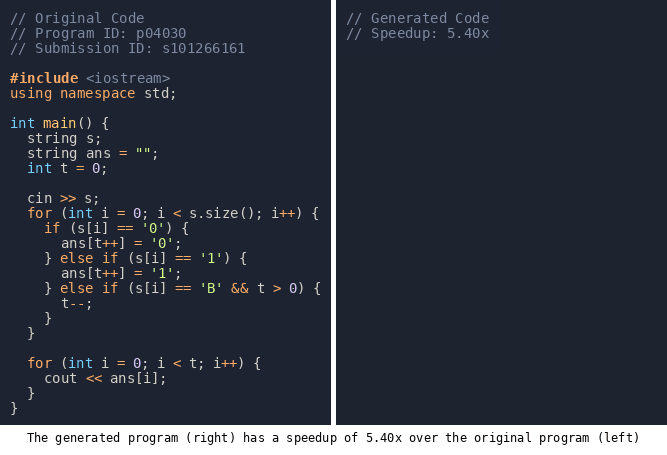 // Original Code
// Program ID: p04030
// Submission ID: s101266161
#include <iostream>
using namespace std;
int main() {
  string s;
  string ans = "";
  int t = 0;
  cin >> s;
  for (int i = 0; i < s.size(); i++) {
    if (s[i] == '0') {
      ans[t++] = '0';
    } else if (s[i] == '1') {
      ans[t++] = '1';
    } else if (s[i] == 'B' && t > 0) {
      t--;
    }
  }
  for (int i = 0; i < t; i++) {
    cout << ans[i];
  }
}
// Generated Code
// Speedup: 5.40x
The generated program (right) has a speedup of 5.40x over the original program (left)